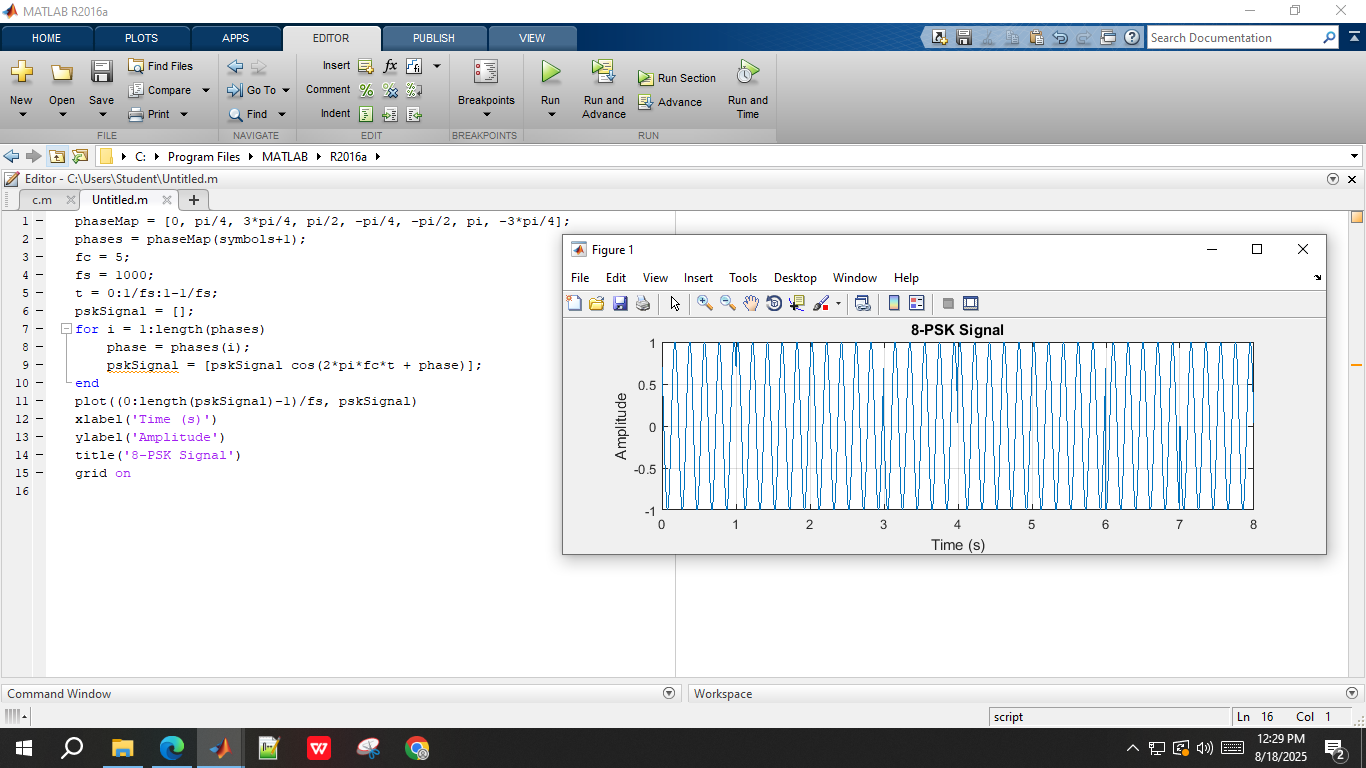 MATLAB R2016a
HOME PLOTS APPS EDITOR PUBLISH VIEW
Search Documentation
New Open Save Find Files Compare Print
Go To Find
Insert Comment Indent
Breakpoints
Run Run and Advance Run Section Advance Run and Time
FILE NAVIGATE EDIT BREAKPOINTS RUN
C: Program Files MATLAB R2016a
Editor - C:\Users\Student\Untitled.m
c.m Untitled.m
1 phaseMap = [0, pi/4, 3*pi/4, pi/2, -pi/4, -pi/2, pi, -3*pi/4];
2 phases = phaseMap(symbols+1);
3 fc = 5;
4 fs = 1000;
5 t = 0:1/fs:1-1/fs;
6 pskSignal = [];
7 for i = 1:length(phases)
8 phase = phases(i);
9 pskSignal = [pskSignal cos(2*pi*fc*t + phase)];
10 end
11 plot((0:length(pskSignal)-1)/fs, pskSignal)
12 xlabel('Time (s)')
13 ylabel('Amplitude')
14 title('8-PSK Signal')
15 grid on
16
Figure 1
File Edit View Insert Tools Desktop Window Help
8-PSK Signal
Amplitude
1
0.5
0
-0.5
-1
0 1 2 3 4 5 6 7 8
Time (s)
Command Window
Workspace
script
Ln 16 Col 1
12:29 PM
8/18/2025
2